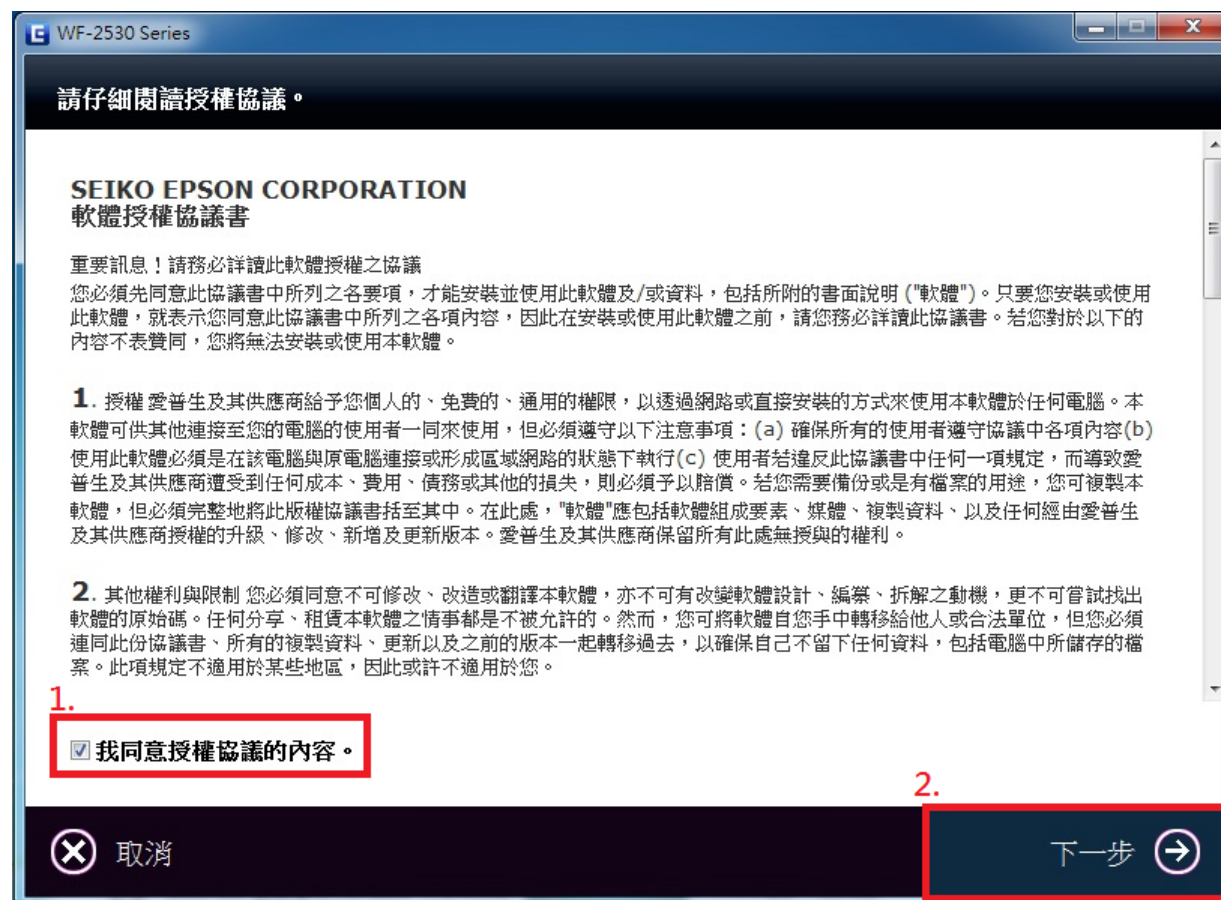 WF-2530 Series
請仔細閱讀授權協議。
SEIKO EPSON CORPORATION
軟體授權協議書
重要訊息！請務必詳讀此軟體授權之協議
您必須先同意此協議書中所列之各要項，才能安裝並使用此軟體及/或資料，包括所附的書面說明 ("軟體")。只要您安裝或使用
此軟體，就表示您同意此協議書中所列之各項內容，因此在安裝或使用此軟體之前，請您務必詳讀此協議書。若您對於以下的
內容不表贊同，您將無法安裝或使用本軟體。
1. 授權 愛普生及其供應商給予您個人的、免費的、通用的權限，以透過網路或直接安裝的方式來使用本軟體於任何電腦。本
軟體可供其他連接至您的電腦的使用者一同來使用，但必須遵守以下注意事項：(a) 確保所有的使用者遵守協議中各項內容(b)
使用此軟體必須是在該電腦與原電腦連接或形成區域網路的狀態下執行(c) 使用者若違反此協議書中任何一項規定，而導致愛
普生及其供應商遭受到任何成本、費用、債務或其他的損失，則必須予以賠償。若您需要備份或是有檔案的用途，您可複製本
軟體，但必須完整地將此版權協議書括至其中。在此處，"軟體"應包括軟體組成要素、媒體、複製資料、以及任何經由愛普生
及其供應商授權的升級、修改、新增及更新版本。愛普生及其供應商保留所有此處無授與的權利。
2. 其他權利與限制 您必須同意不可修改、改造或翻譯本軟體，亦不可有改變軟體設計、編纂、拆解之動機，更不可嘗試找出
軟體的原始碼。任何分享、租賃本軟體之情事都是不被允許的。然而，您可將軟體自您手中轉移給他人或合法單位，但您必須
連同此份協議書、所有的複製資料、更新以及之前的版本一起轉移過去，以確保自己不留下任何資料，包括電腦中所儲存的檔
案。此項規定不適用於某些地區，因此或許不適用於您。
1.
我同意授權協議的內容。
2.
取消
下一步